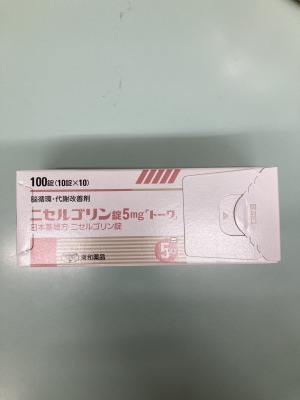 100錠(10錠×10)
脳循環・代謝改善剤
ニセルゴリン錠5mg「トーワ」
日本薬局方 ニセルゴリン錠
東和薬品
5